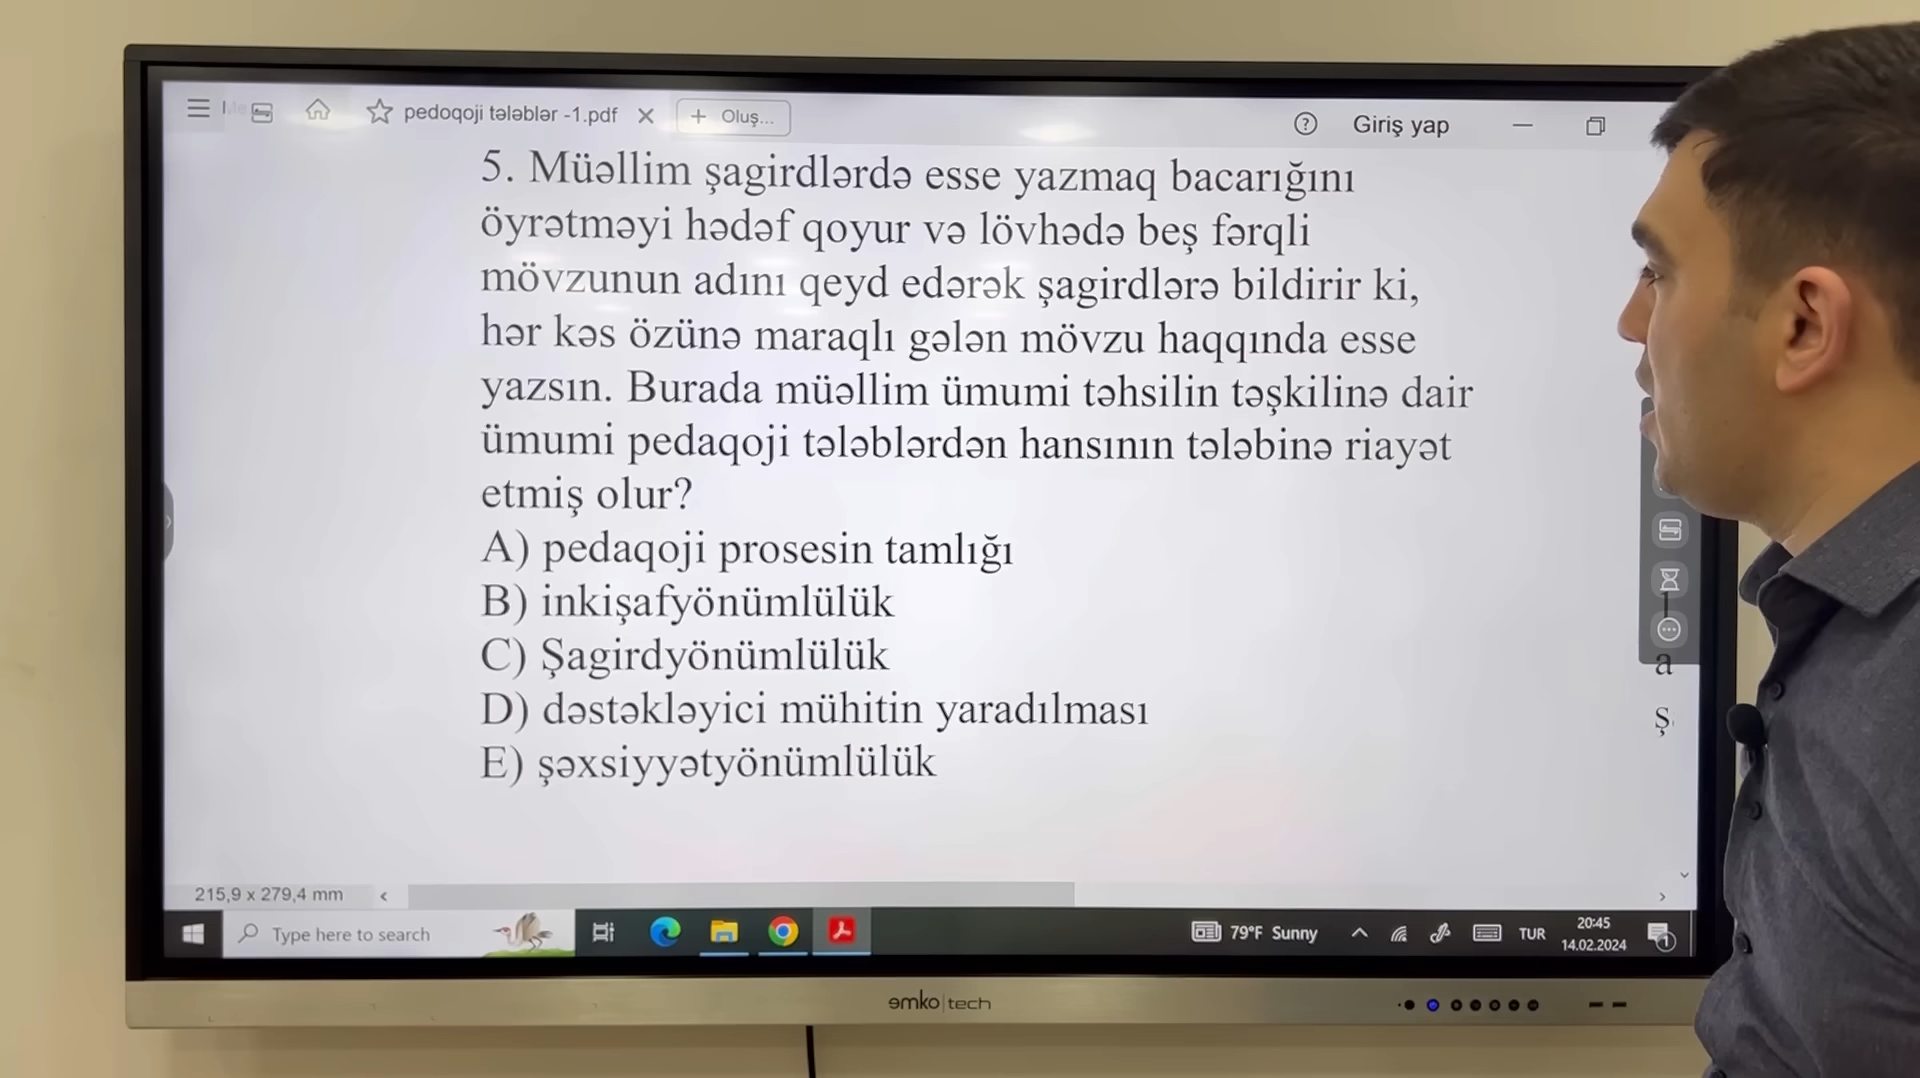 pedoqoji tələblər -1.pdf
+ Oluş...
Giriş yap
5. Müəllim şagirdlərdə esse yazmaq bacarığını
öyrətməyi hədəf qoyur və lövhədə beş fərqli
mövzunun adını qeyd edərək şagirdlərə bildirir ki,
hər kəs özünə maraqlı gələn mövzu haqqında esse
yazsın. Burada müəllim ümumi təhsilin təşkilinə dair
ümumi pedaqoji tələblərdən hansının tələbinə riayət
etmiş olur?
A) pedaqoji prosesin tamlığı
B) inkişafyönümlülük
C) Şagirdyönümlülük
D) dəstəkləyici mühitin yaradılması
E) şəxsiyyətyönümlülük
a
ş
215,9 x 279,4 mm
Type here to search
79°F Sunny
TUR
20:45
14.02.2024
1
əmko|tech